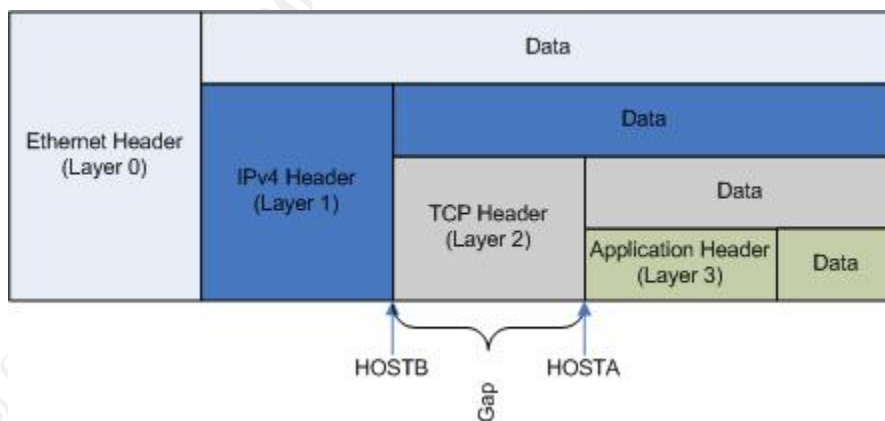 Data
Ethernet Header
(Layer 0)
IPv4 Header
(Layer 1)
Data
TCP Header
(Layer 2)
Data
Application Header
(Layer 3)
Data
HOSTB
HOSTA
Gap